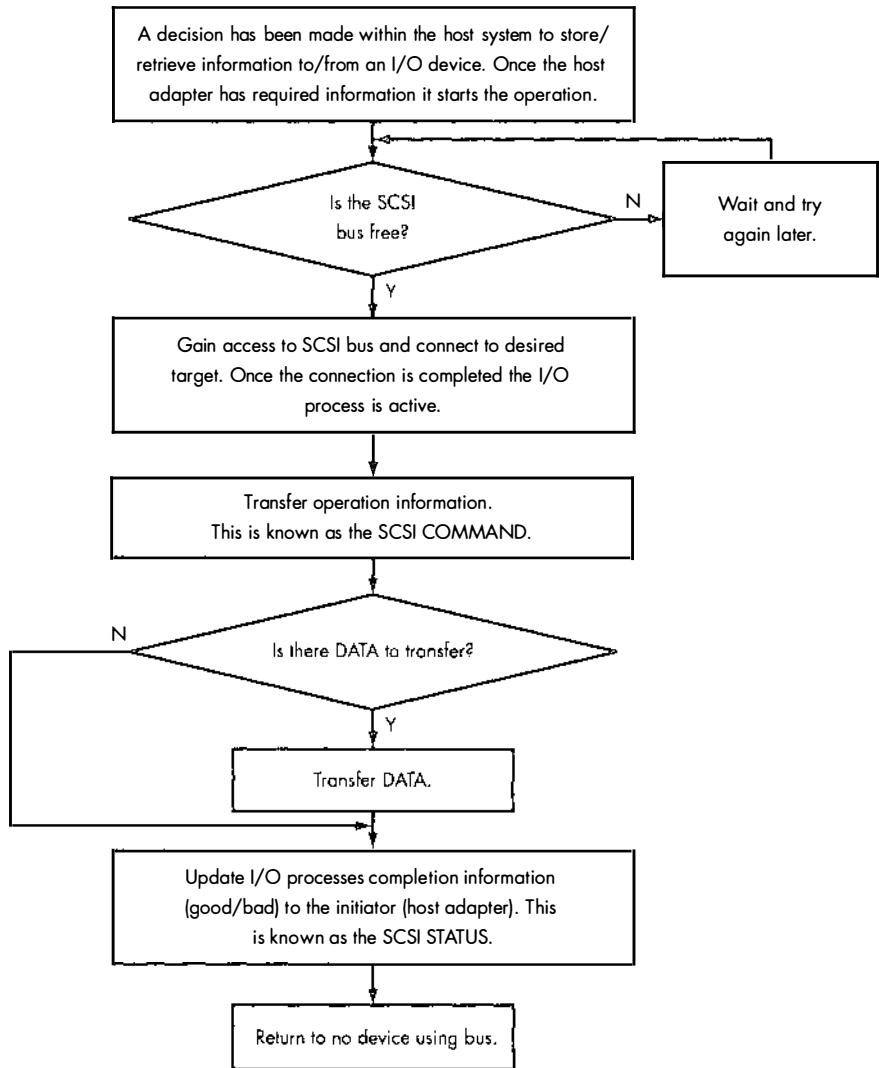 A decision has been made within the host system to store/
retrieve information to/from an I/O device. Once the host
adapter has required information it starts the operation.
Is the SCSI
bus free?
N
Wait and try
again later.
Y
Gain access to SCSI bus and connect to desired
target. Once the connection is completed the I/O
process is active.
Transfer operation information.
This is known as the SCSI COMMAND.
N
Is there DATA to transfer?
Y
Transfer DATA.
Update I/O processes completion information
(good/bad) to the initiator (host adapter). This
is known as the SCSI STATUS.
Return to no device using bus.